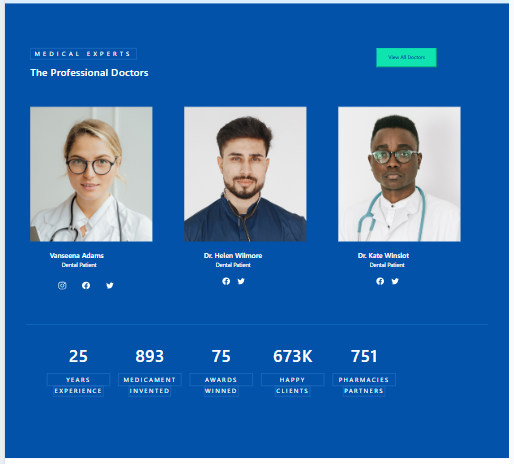 MEDICAL EXPERTS
View All Doctors
The Professional Doctors
Vanseena Adams
Dental Patient
Dr. Helen Wilmore
Dental Patient
Dr. Kate Winslot
Dental Patient
25
YEARS
EXPERIENCE
893
MEDICAMENT
INVENTED
75
AWARDS
WINNED
673K
HAPPY
CLIENTS
751
PHARMACIES
PARTNERS